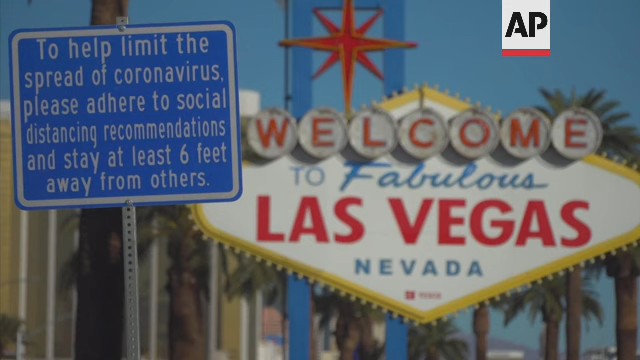 AP
To help limit the
spread of coronavirus,
please adhere to social
distancing recommendations
and stay at least 6 feet
away from others.
WELCOME
TO Fabulous
LAS VEGAS
NEVADA